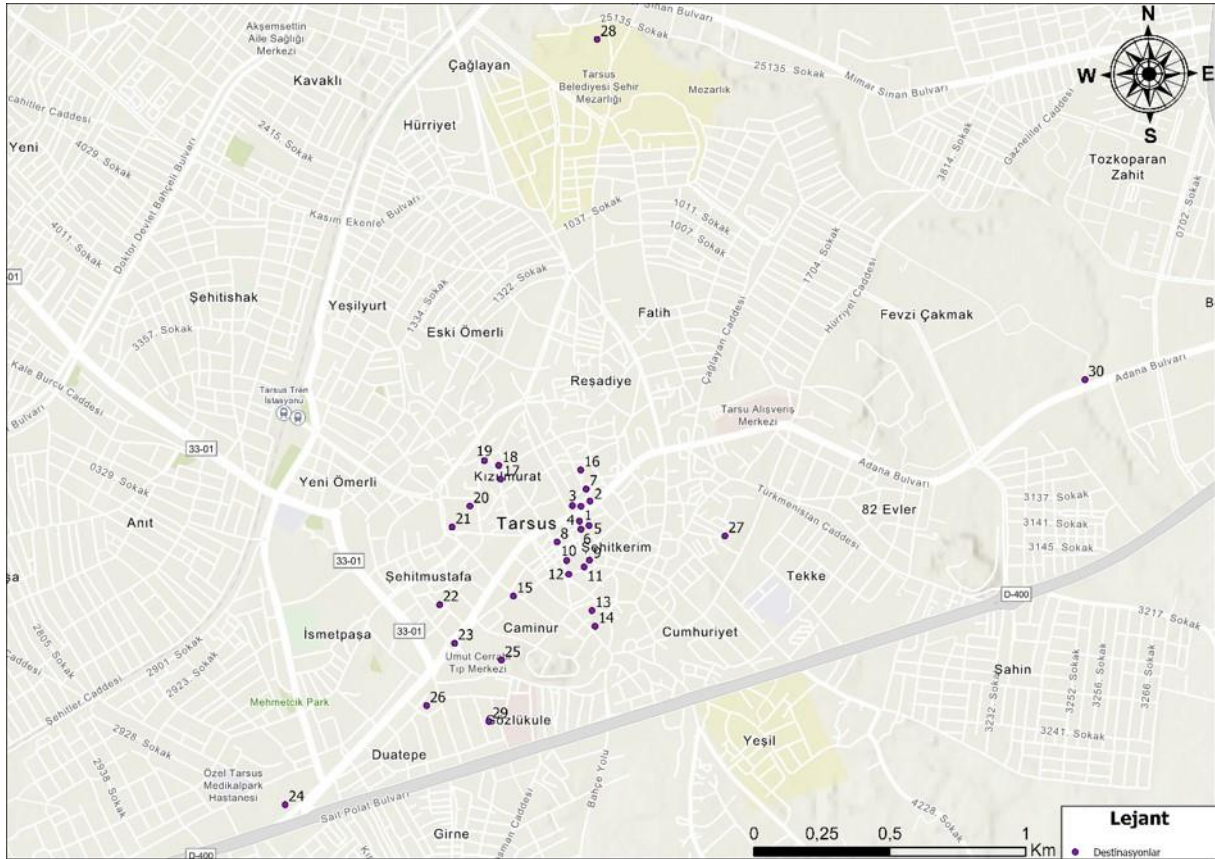 Sinan Bulvarı
25135. Sokak
N
Akşemsettin
Aile Sağlığı
Merkezi
28
Çağlayan
Kavaklı
Tarsus
Belediyesi Şehir
Mezarlığı
25135. Sokak
Mezarlık
Mimar Sinan Bulvarı
W
E
S
Gazneliler Caddesi
Caddesi
Yeni
4029. Sokak
2415. Sokak
Hürriyet
3814. Sokak
Tozkoparan
Zahit
Doktor Devlet Bahçeli Bulvarı
Kasım Ekenler Bulvarı
1037. Sokak
1011. Sokak
1007. Sokak
4011. Sokak
1704. Sokak
0702. Sokak
-01
Şehitishak
Yeşilyurt
1322. Sokak
1334. Sokak
Hürriyet Caddesi
Fatih
Fevzi Çakmak
B
3357. Sokak
Eski Ömerli
Çağlayan Caddesi
Kale Burcu Caddesi
Reşadiye
30
Adana Bulvarı
Tarsus Tren
İstasyonu
Bulvarı
Tarsu Alışveriş
Merkezi
33-01
19
18
17
Kızılmurat
16
7
Adana Bulvarı
0329. Sokak
Yeni Ömerli
20
3
2
Türkmenistan Caddesi
3137. Sokak
Anıt
21
Tarsus
4
1
5
82 Evler
3141. Sokak
27
8
6
Şehitkerim
3145. Sokak
33-01
10
9
şa
Şehitmustafa
12
11
Tekke
D-400
22
15
13
3217. Sokak
2805. Sokak
33-01
İsmetpaşa
Caminur
14
Cumhuriyet
23
Umut Cerrahi
Tıp Merkezi
25
Şahin
2901. Sokak
2923. Sokak
Caddesi
Şehitler Caddesi
3232. Sokak
3252. Sokak
3256. Sokak
3266. Sokak
Mehmetcik Park
26
29
Gözlükule
3241. Sokak
2928. Sokak
Duatepe
Yeşil
2938. Sokak
Özel Tarsus
Medikalpark
Hastanesi
24
Bahçe Yolu
Sait Polat Bulvarı
4228. Sokak
Girne
D-400
0 0,25 0,5 1
Km
Lejant
Destinasyonlar